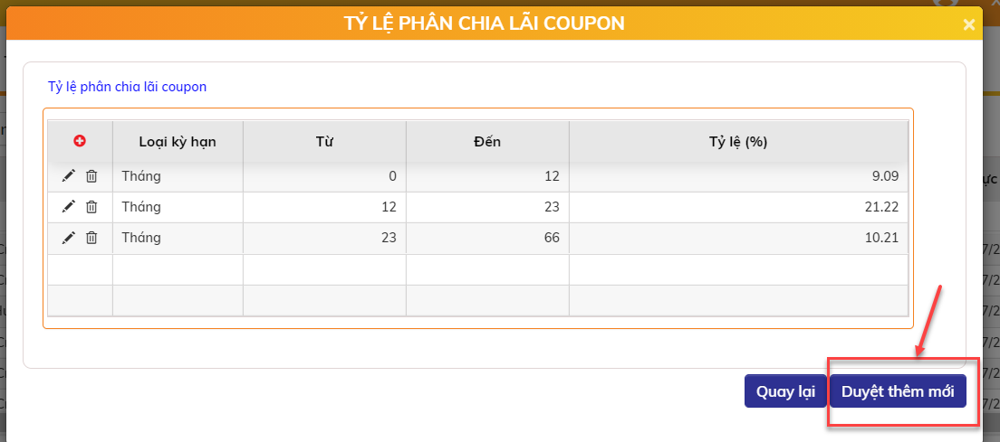 TỶ LỆ PHÂN CHIA LÃI COUPON
Tỷ lệ phân chia lãi coupon
Loại kỳ hạn Từ Đến Tỷ lệ (%)
Tháng 0 12 9.09
Tháng 12 23 21.22
Tháng 23 66 10.21
Quay lại Duyệt thêm mới